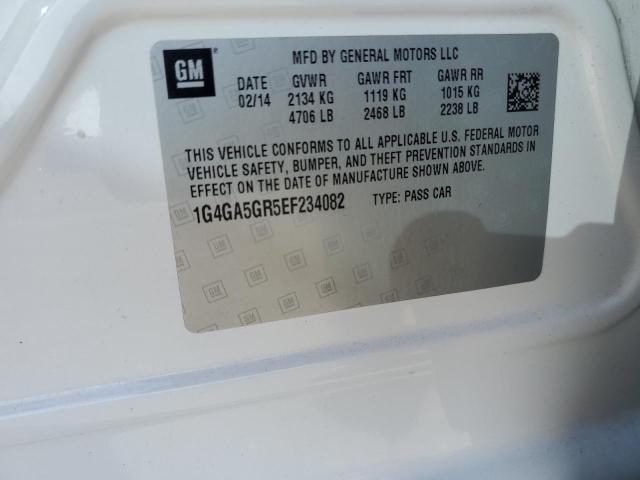 GM
MFD BY GENERAL MOTORS LLC
DATE GVWR GAWR FRT GAWR RR
02/14 2134 KG 1119 KG 1015 KG
4706 LB 2468 LB 2238 LB
THIS VEHICLE CONFORMS TO ALL APPLICABLE U.S. FEDERAL MOTOR
VEHICLE SAFETY, BUMPER, AND THEFT PREVENTION STANDARDS IN
EFFECT ON THE DATE OF MANUFACTURE SHOWN ABOVE.
1G4GA5GR5EF234082 TYPE: PASS CAR